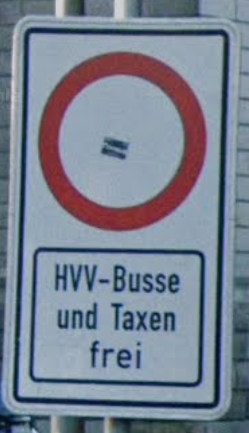 HVV-Busse
und Taxen
frei